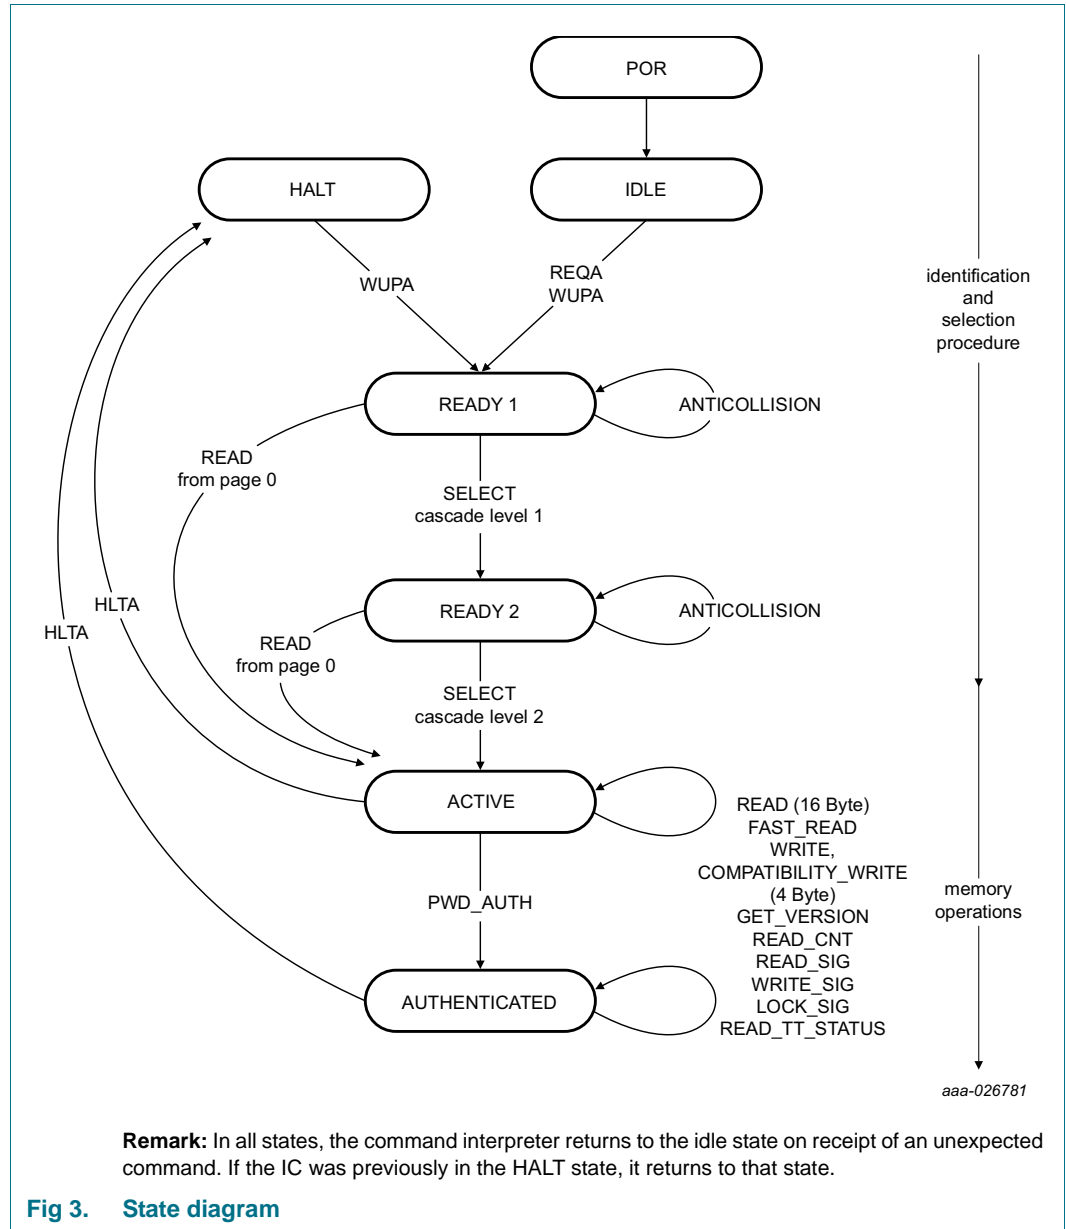 POR
HALT
IDLE
WUPA
REQA
WUPA
identification
and
selection
procedure
READY 1
ANTICOLLISION
READ
from page 0
SELECT
cascade level 1
HLTA
HLTA
READY 2
ANTICOLLISION
READ
from page 0
SELECT
cascade level 2
ACTIVE
READ (16 Byte)
FAST_READ
WRITE,
COMPATIBILITY_WRITE
(4 Byte)
GET_VERSION
READ_CNT
READ_SIG
WRITE_SIG
LOCK_SIG
READ_TT_STATUS
memory
operations
PWD_AUTH
AUTHENTICATED
aaa-026781
Remark: In all states, the command interpreter returns to the idle state on receipt of an unexpected
command. If the IC was previously in the HALT state, it returns to that state.
Fig 3. State diagram